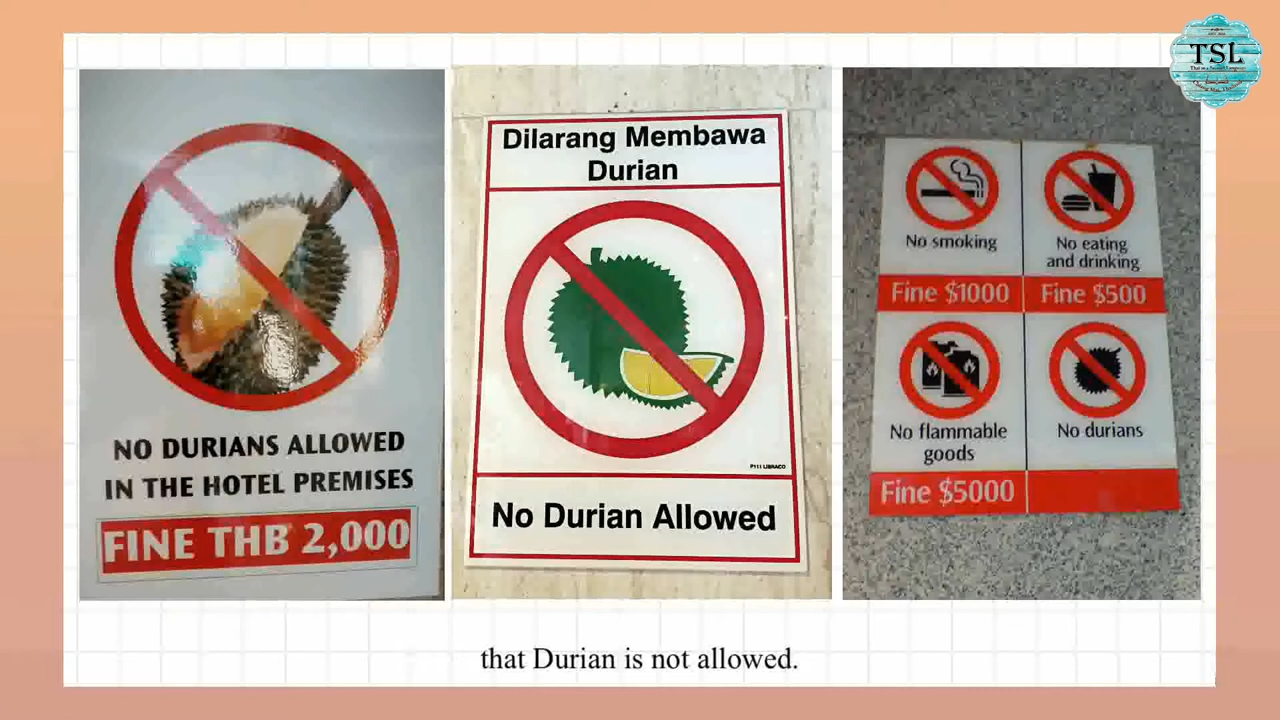 TSL
NO DURIANS ALLOWED
IN THE HOTEL PREMISES
FINE THB 2,000
Dilarang Membawa
Durian
P111 LIBRACO
No Durian Allowed
No smoking
No eating
and drinking
Fine $1000
Fine $500
No flammable
goods
No durians
Fine $5000
that Durian is not allowed.